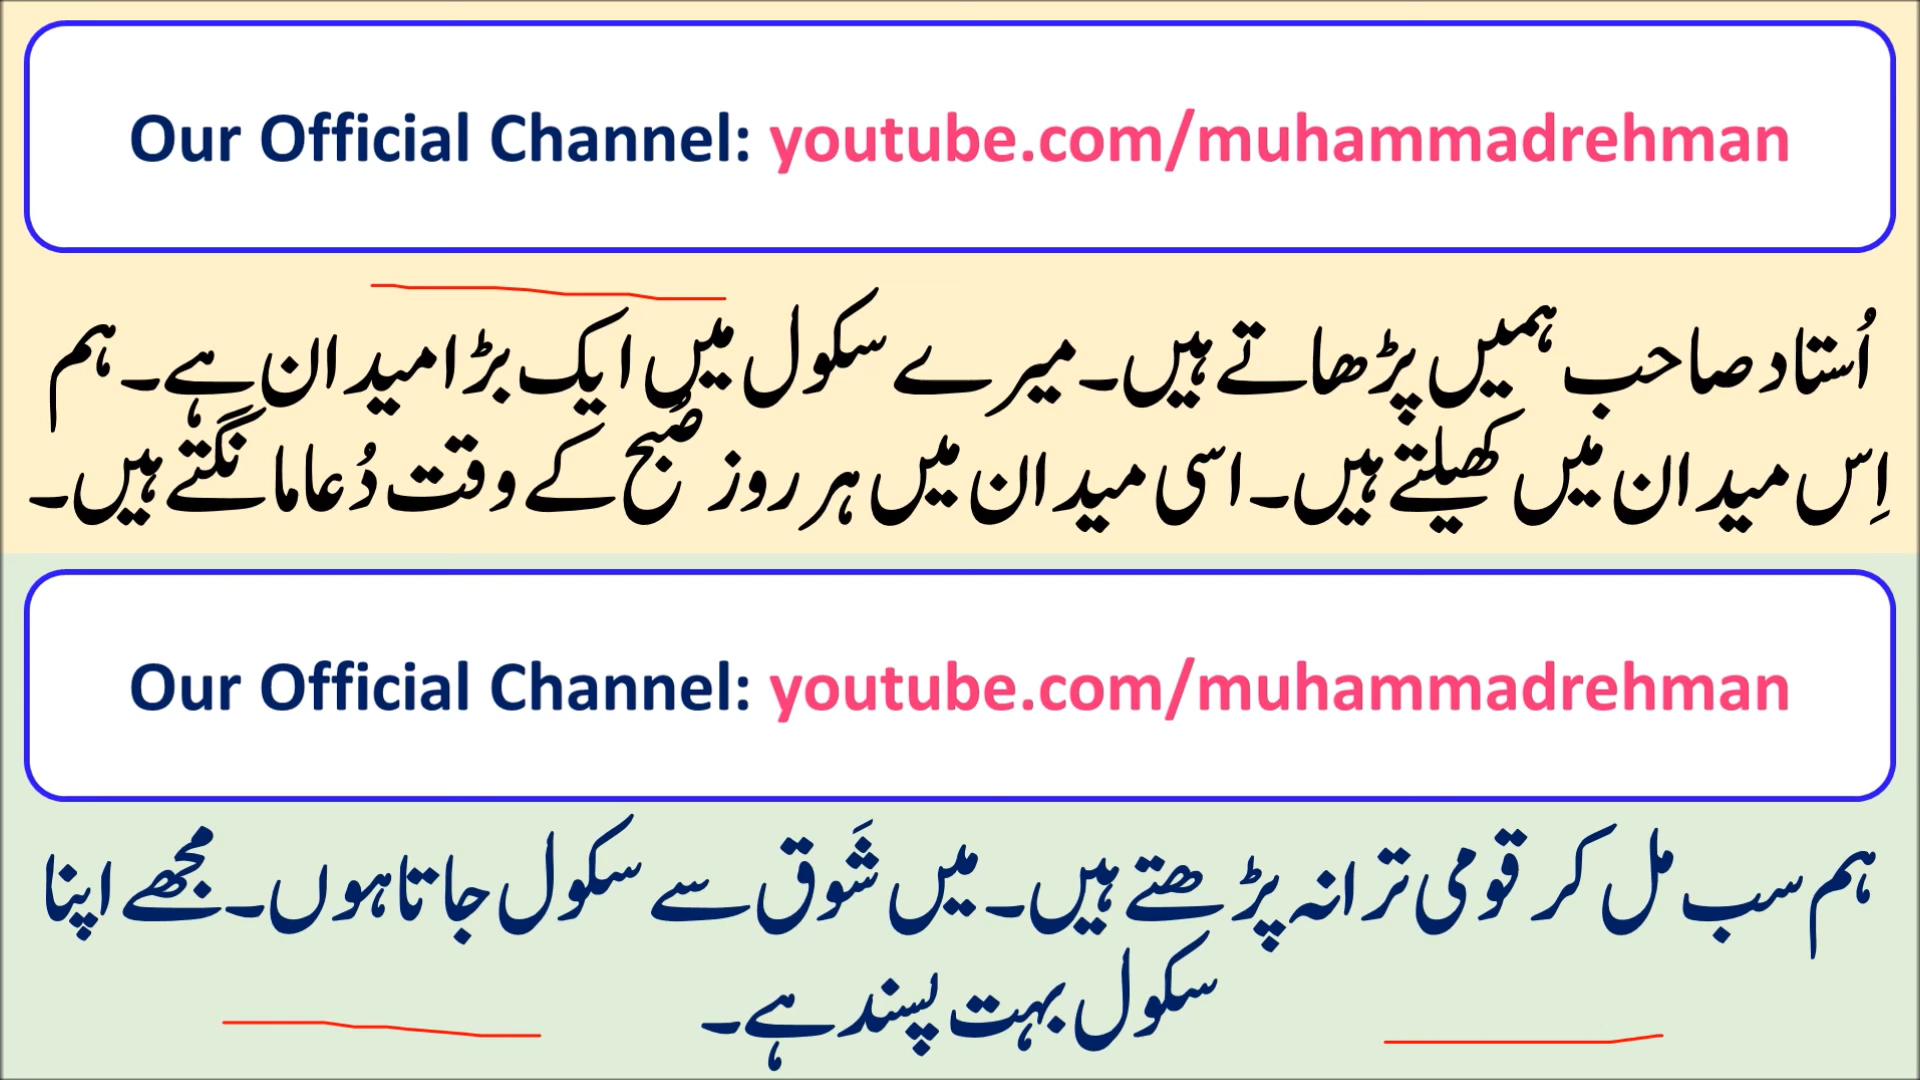 Our Official Channel: youtube.com/muhammadrehman
اُستاد صاحب ہمیں پڑھاتے ہیں۔ میرے سکول میں ایک بڑا میدان ہے۔ ہم
اِس میدان میں کھیلتے ہیں۔ اسی میدان میں ہر روز صُبح کے وقت دُعا مانگتے ہیں۔
Our Official Channel: youtube.com/muhammadrehman
ہم سب مل کر قومی ترانہ پڑھتے ہیں۔ میں شَوق سے سکول جاتا ہوں۔ مجھے اپنا
سکول بہت پسند ہے۔